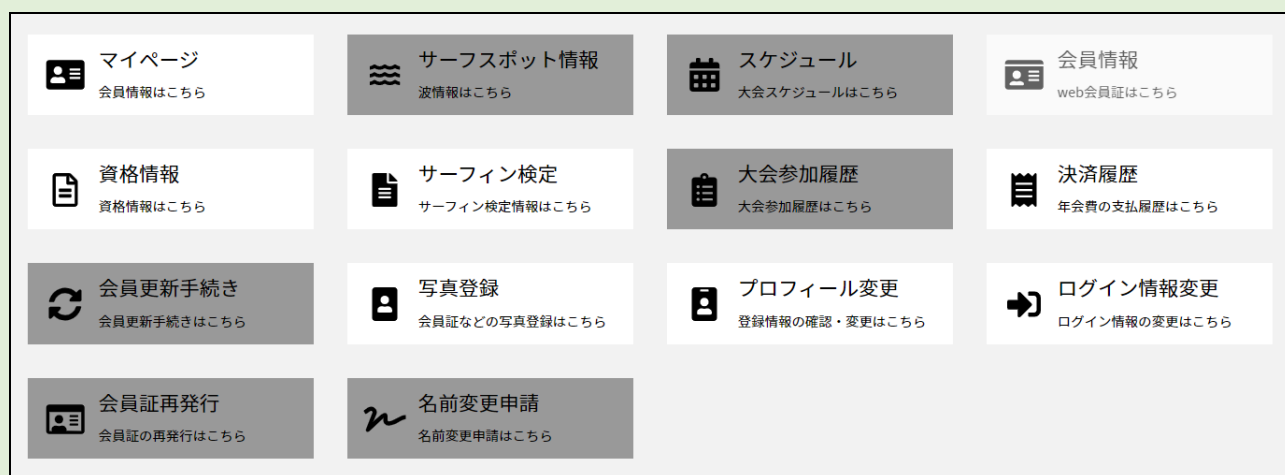 マイページ
会員情報はこちら
サーフスポット情報
波情報はこちら
スケジュール
大会スケジュールはこちら
会員情報
web会員証はこちら
資格情報
資格情報はこちら
サーフィン検定
サーフィン検定情報はこちら
大会参加履歴
大会参加履歴はこちら
決済履歴
年会費の支払履歴はこちら
会員更新手続き
会員更新手続きはこちら
写真登録
会員証などの写真登録はこちら
プロフィール変更
登録情報の確認・変更はこちら
ログイン情報変更
ログイン情報の変更はこちら
会員証再発行
会員証の再発行はこちら
名前変更申請
名前変更申請はこちら